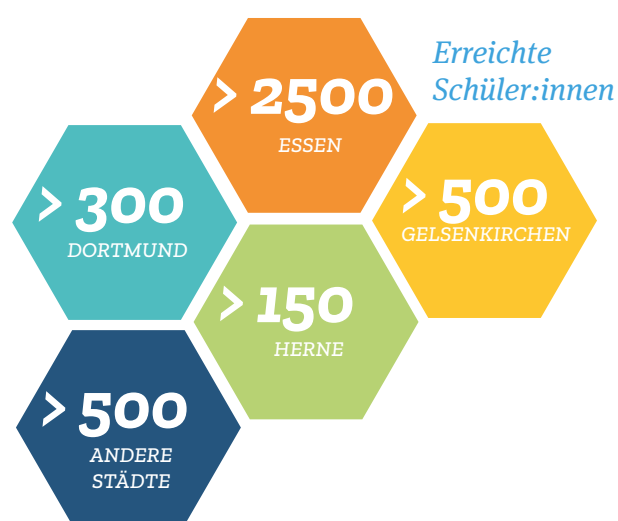 Erreichte
Schüler:innen
> 2500
ESSEN
> 300
DORTMUND
> 500
GELSENKIRCHEN
> 150
HERNE
> 500
ANDERE
STÄDTE